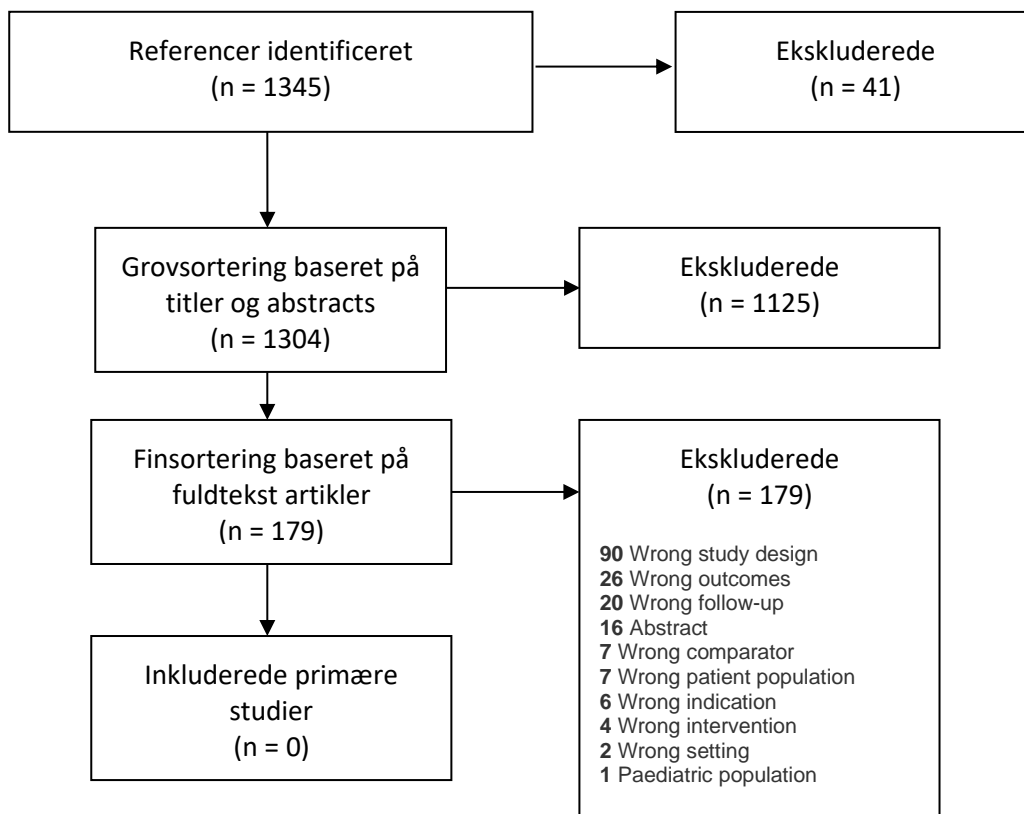 Referencer identificeret
(n = 1345)
Ekskluderede
(n = 41)
Grovsortering baseret på
titler og abstracts
(n = 1304)
Ekskluderede
(n = 1125)
Finsortering baseret på
fuldtekst artikler
(n = 179)
Ekskluderede
(n = 179)
90 Wrong study design
26 Wrong outcomes
20 Wrong follow-up
16 Abstract
7 Wrong comparator
7 Wrong patient population
6 Wrong indication
4 Wrong intervention
2 Wrong setting
1 Paediatric population
Inkluderede primære
studier
(n = 0)